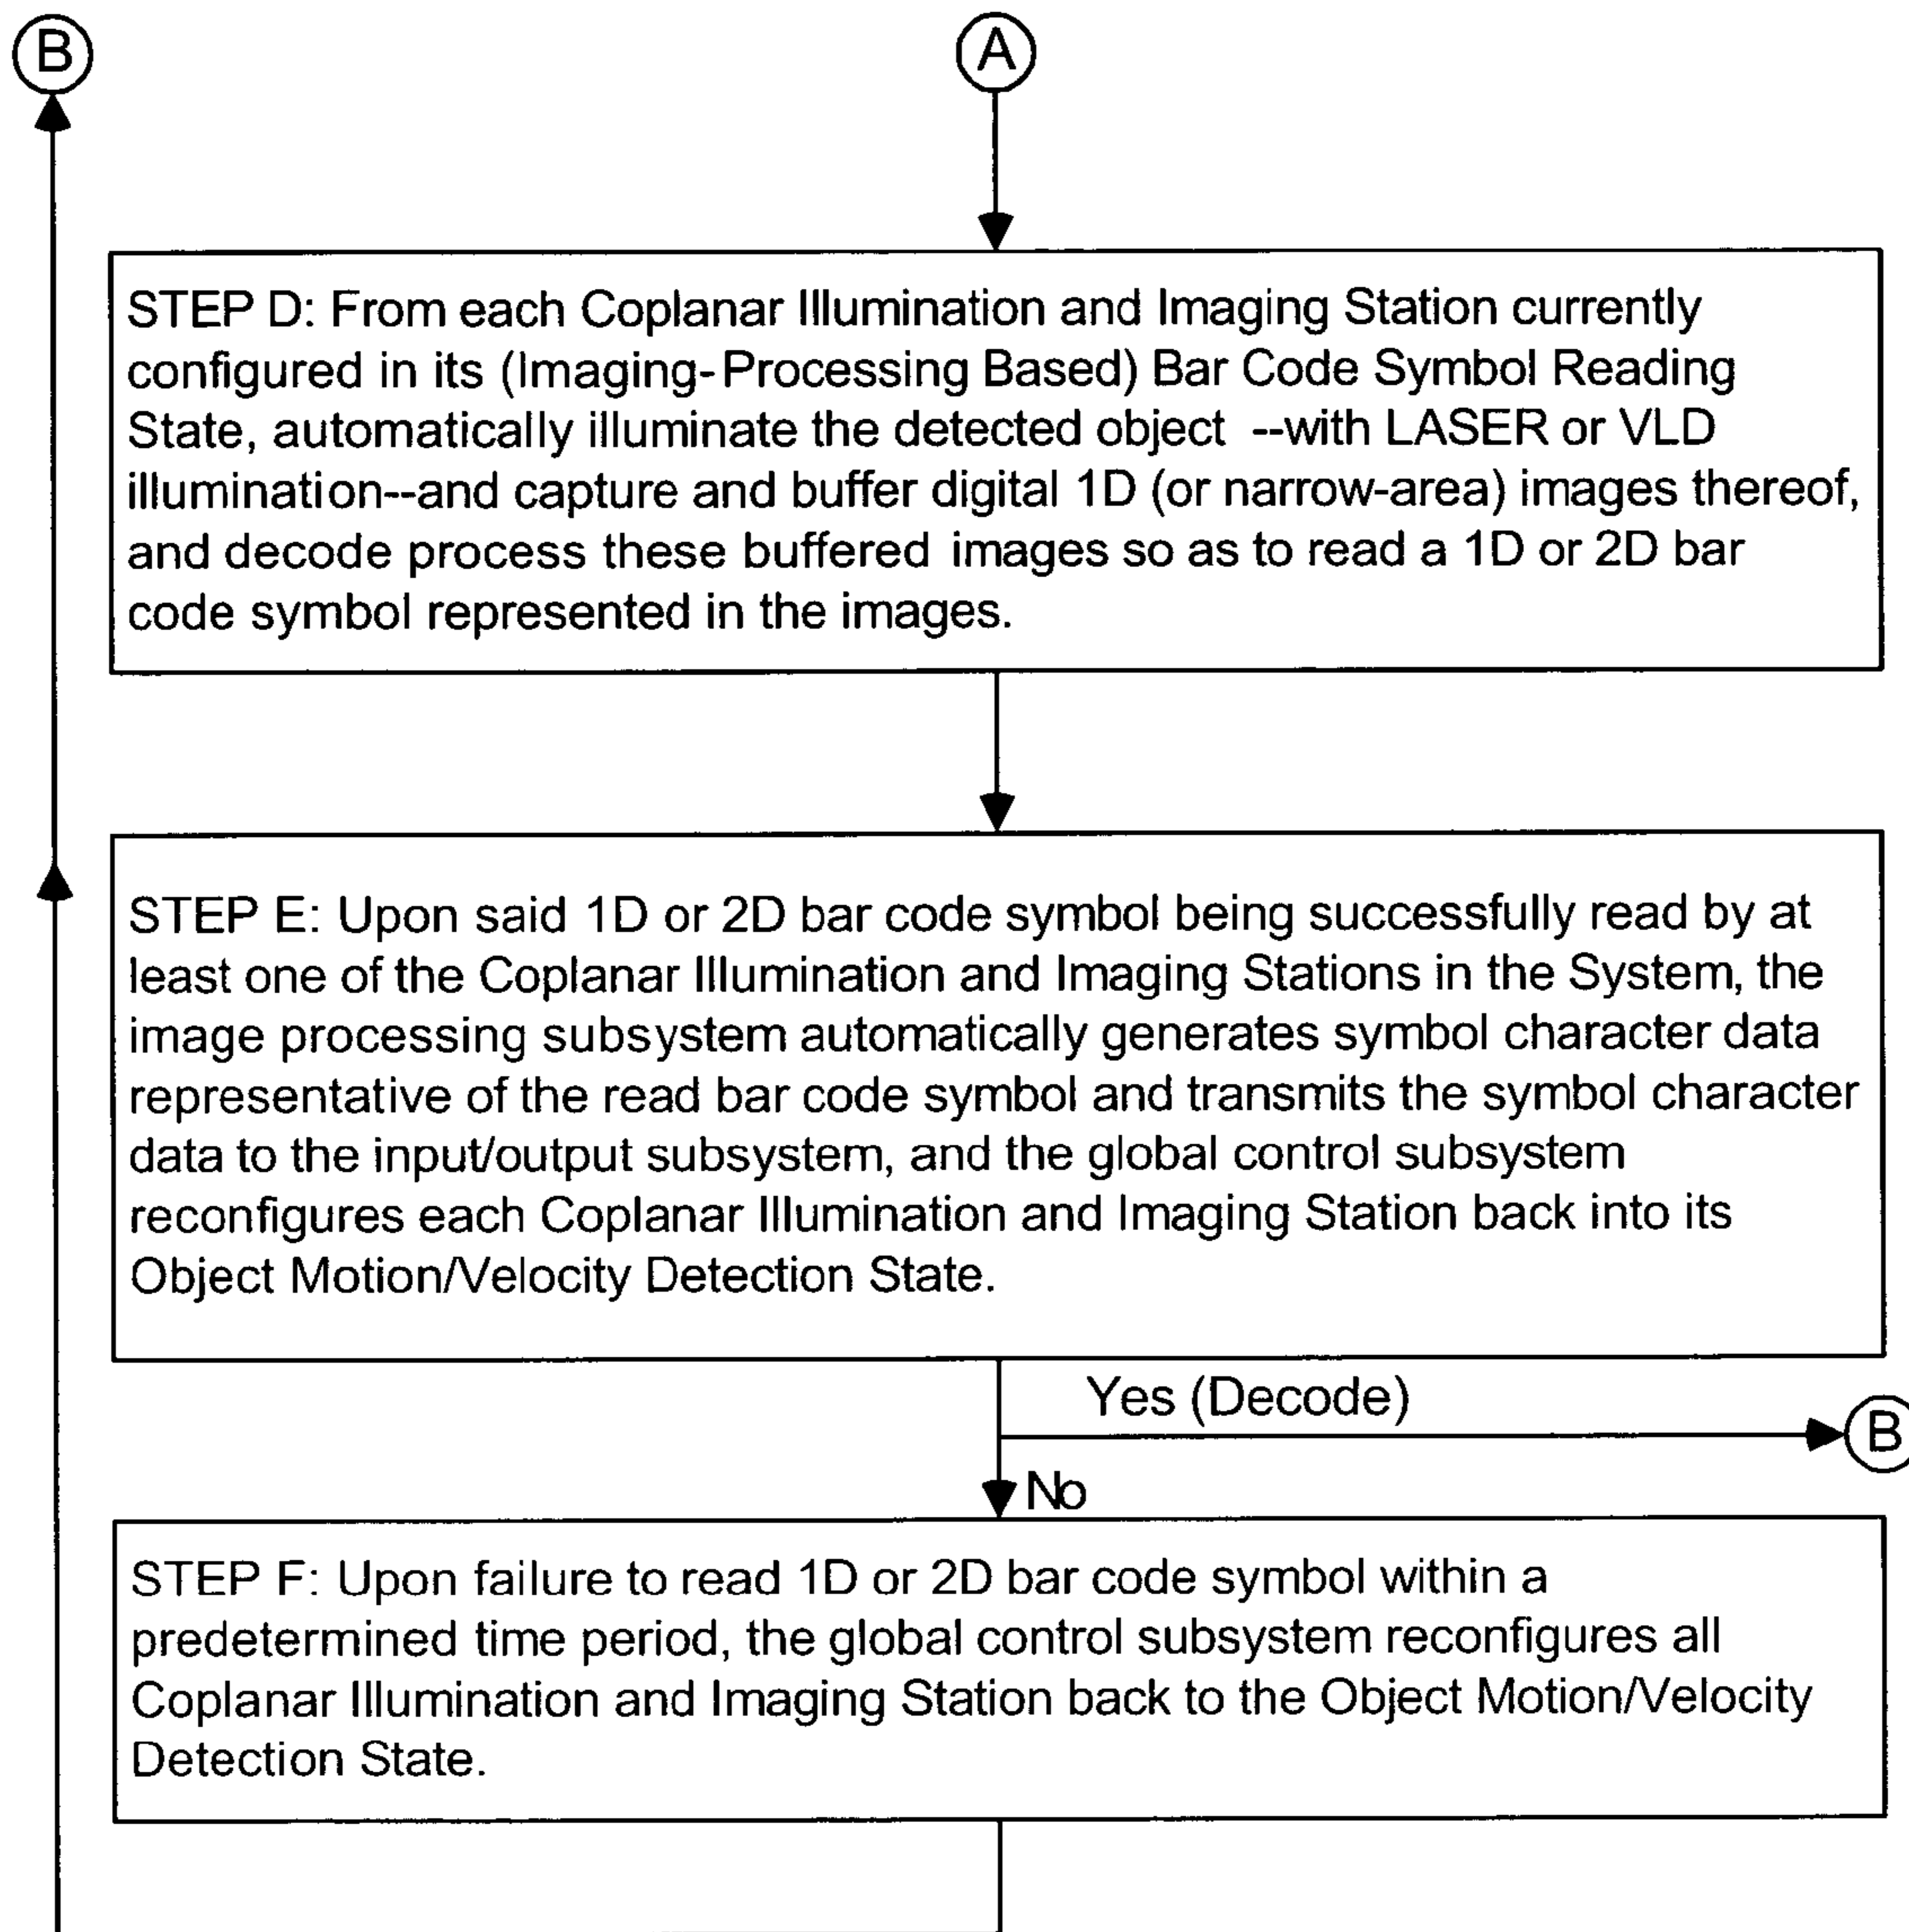 B
A
STEP D: From each Coplanar Illumination and Imaging Station currently
configured in its (Imaging-Processing Based) Bar Code Symbol Reading
State, automatically illuminate the detected object --with LASER or VLD
illumination--and capture and buffer digital 1D (or narrow-area) images thereof,
and decode process these buffered images so as to read a 1D or 2D bar
code symbol represented in the images.
STEP E: Upon said 1D or 2D bar code symbol being successfully read by at
least one of the Coplanar Illumination and Imaging Stations in the System, the
image processing subsystem automatically generates symbol character data
representative of the read bar code symbol and transmits the symbol character
data to the input/output subsystem, and the global control subsystem
reconfigures each Coplanar Illumination and Imaging Station back into its
Object Motion/Velocity Detection State.
Yes (Decode)
B
No
STEP F: Upon failure to read 1D or 2D bar code symbol within a
predetermined time period, the global control subsystem reconfigures all
Coplanar Illumination and Imaging Station back to the Object Motion/Velocity
Detection State.